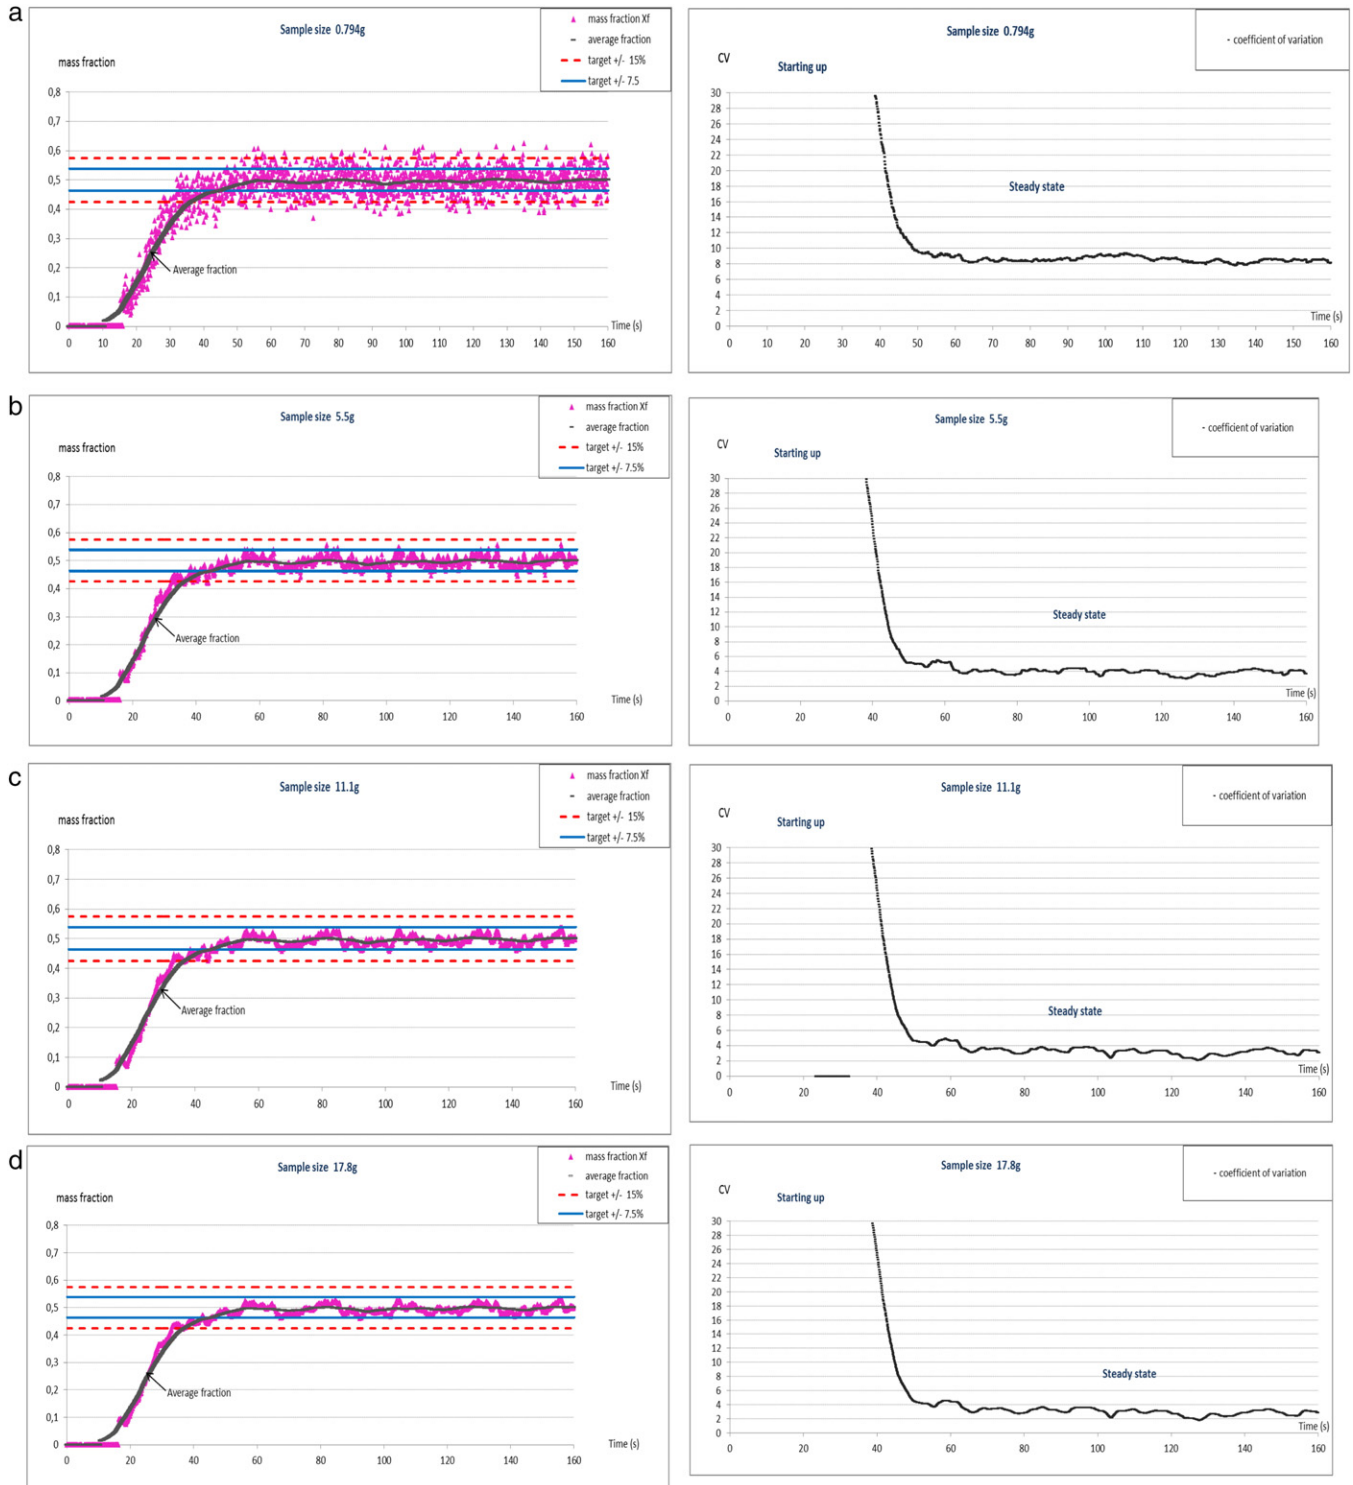 a
Sample size 0.794g
mass fraction Xf
average fraction
target +/- 15%
target +/- 7.5
mass fraction
0,8
0,7
0,6
0,5
0,4
0,3
0,2
0,1
0
Average fraction
Time (s)
0 10 20 30 40 50 60 70 80 90 100 110 120 130 140 150 160
Sample size 0.794g
- coefficient of variation
CV
Starting up
30
28
26
24
22
20
18
16
14
12
10
8
6
4
2
0
Steady state
Time (s)
0 10 20 30 40 50 60 70 80 90 100 110 120 130 140 150 160
b
Sample size 5.5g
mass fraction Xf
average fraction
target +/- 15%
target +/- 7.5%
mass fraction
0,8
0,7
0,6
0,5
0,4
0,3
0,2
0,1
0
Average fraction
Time (s)
0 20 40 60 80 100 120 140 160
Sample size 5.5g
- coefficient of variation
CV
Starting up
30
28
26
24
22
20
18
16
14
12
10
8
6
4
2
0
Steady state
Time (s)
0 20 40 60 80 100 120 140 160
c
Sample size 11.1g
mass fraction Xf
average fraction
target +/- 15%
target +/- 7.5%
mass fraction
0,8
0,7
0,6
0,5
0,4
0,3
0,2
0,1
0
Average fraction
Time (s)
0 20 40 60 80 100 120 140 160
Sample size 11.1g
- coefficient of variation
CV
Starting up
30
28
26
24
22
20
18
16
14
12
10
8
6
4
2
0
Steady state
Time (s)
0 20 40 60 80 100 120 140 160
d
Sample size 17.8g
mass fraction Xf
average fraction
target +/- 15%
target +/- 7.5%
mass fraction
0,8
0,7
0,6
0,5
0,4
0,3
0,2
0,1
0
Average fraction
Time (s)
0 20 40 60 80 100 120 140 160
Sample size 17.8g
- coefficient of variation
CV
Starting up
30
28
26
24
22
20
18
16
14
12
10
8
6
4
2
0
Steady state
Time (s)
0 20 40 60 80 100 120 140 160